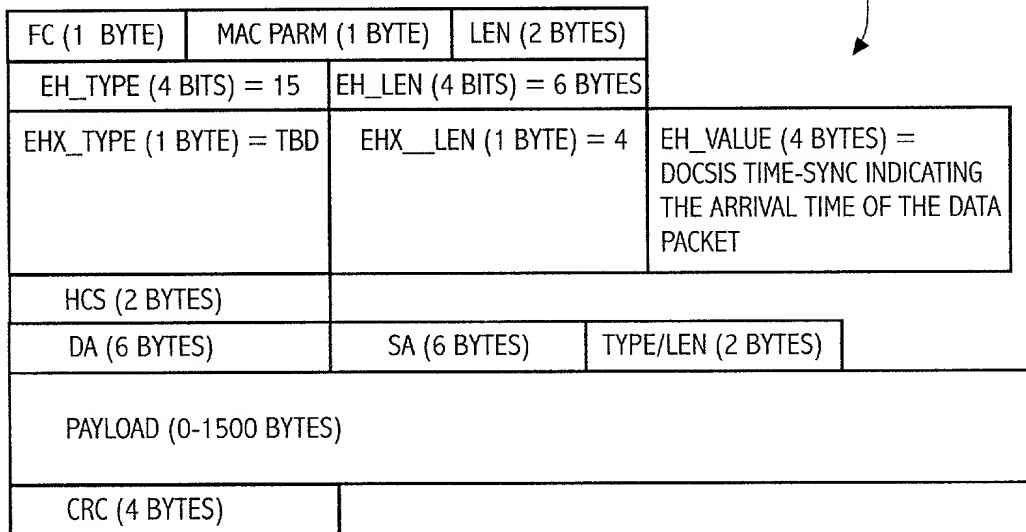 FC (1 BYTE) MAC PARM (1 BYTE) LEN (2 BYTES)
EH_TYPE (4 BITS) = 15 EH_LEN (4 BITS) = 6 BYTES
EHX_TYPE (1 BYTE) = TBD EHX__LEN (1 BYTE) = 4 EH_VALUE (4 BYTES) =
DOCSIS TIME-SYNC INDICATING
THE ARRIVAL TIME OF THE DATA
PACKET
HCS (2 BYTES)
DA (6 BYTES) SA (6 BYTES) TYPE/LEN (2 BYTES)
PAYLOAD (0-1500 BYTES)
CRC (4 BYTES)